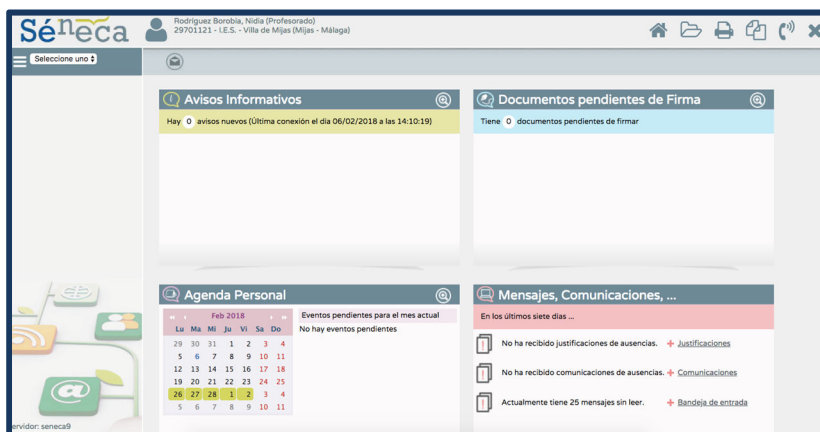 Séneca
Rodríguez Borobia, Nidia (Profesorado)
29701121 - I.E.S. - Villa de Mijas (Mijas - Málaga)
Seleccione uno
Avisos Informativos
Hay 0 avisos nuevos (Última conexión el día 06/02/2018 a las 14:10:19)
Documentos pendientes de Firma
Tiene 0 documentos pendientes de firmar
Agenda Personal
Feb 2018
Lu Ma Mi Ju Vi Sa Do
29 30 31 1 2 3 4
5 6 7 8 9 10 11
12 13 14 15 16 17 18
19 20 21 22 23 24 25
26 27 28 1 2 3 4
5 6 7 8 9 10 11
Eventos pendientes para el mes actual
No hay eventos pendientes
Mensajes, Comunicaciones, ...
En los últimos siete días ...
No ha recibido justificaciones de ausencias. + Justificaciones
No ha recibido comunicaciones de ausencias. + Comunicaciones
Actualmente tiene 25 mensajes sin leer. + Bandeja de entrada
ervidor: seneca9